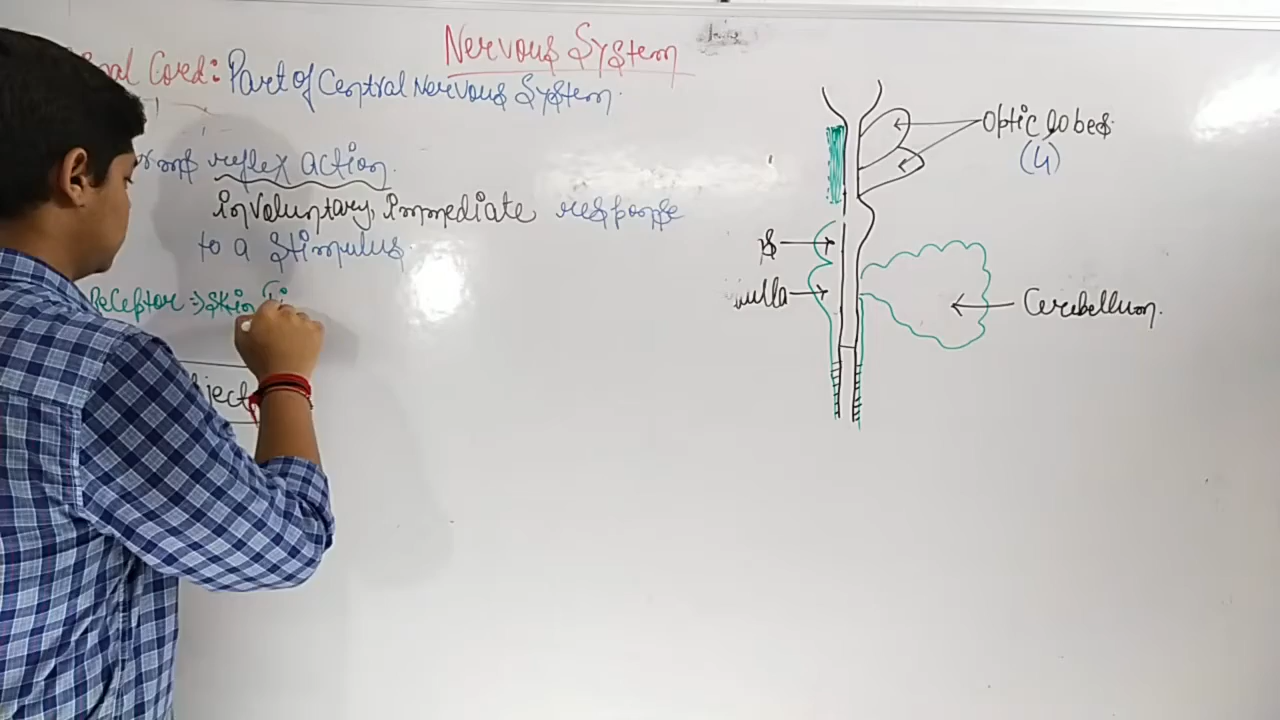 Nervous System
Cord: Part of Central Nervous System.
reflex action.
involuntary, immediate response
to a stimulus.
Receptor ⇒ Skin
Optic lobes
(4)
Cerebellum.